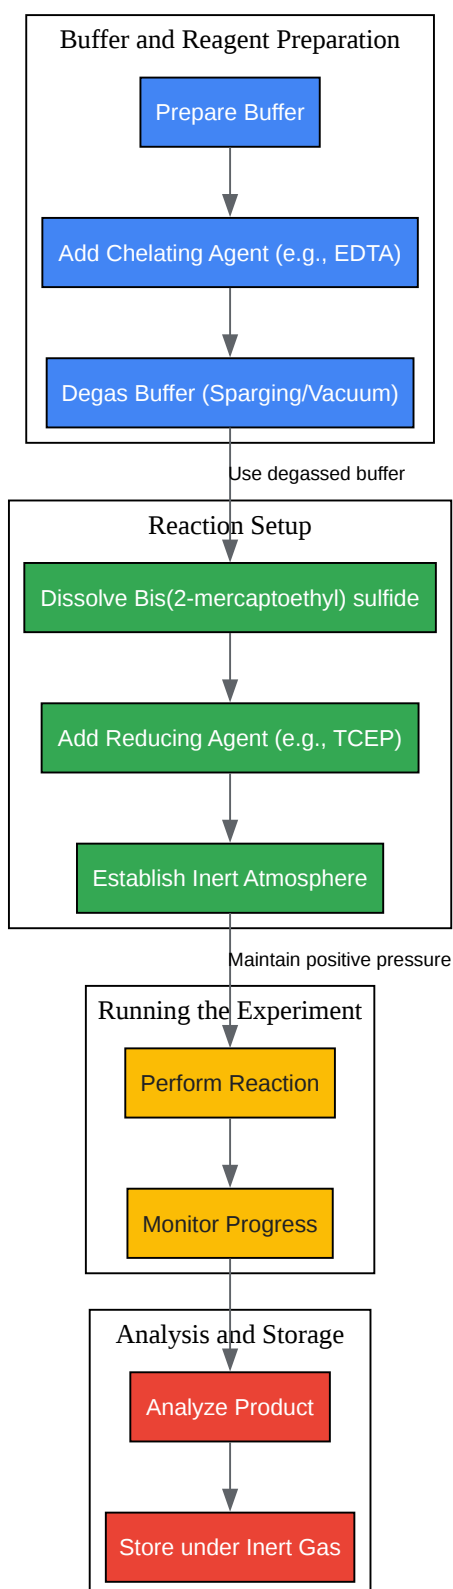 Buffer and Reagent Preparation
Prepare Buffer
Add Chelating Agent (e.g., EDTA)
Degas Buffer (Sparging/Vacuum)
Use degassed buffer
Reaction Setup
Dissolve Bis(2-mercaptoethyl) sulfide
Add Reducing Agent (e.g., TCEP)
Establish Inert Atmosphere
Maintain positive pressure
Running the Experiment
Perform Reaction
Monitor Progress
Analysis and Storage
Analyze Product
Store under Inert Gas